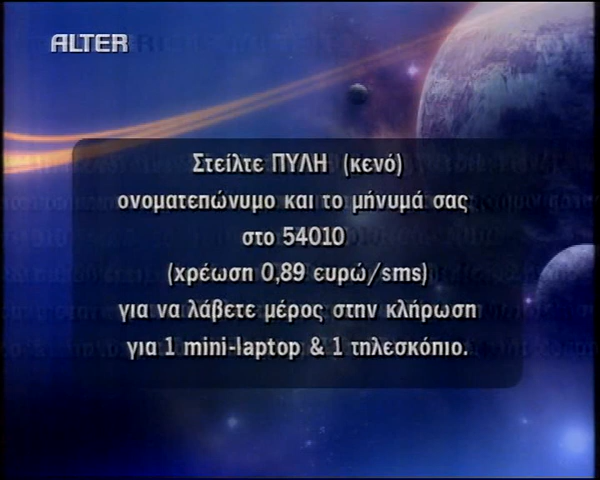 ALTER
Στείλτε ΠΥΛΗ (κενό)
ονοματεπώνυμο και το μήνυμά σας
στο 54010
(χρέωση 0,89 ευρώ/sms)
για να λάβετε μέρος στην κλήρωση
για 1 mini-laptop & 1 τηλεσκόπιο.